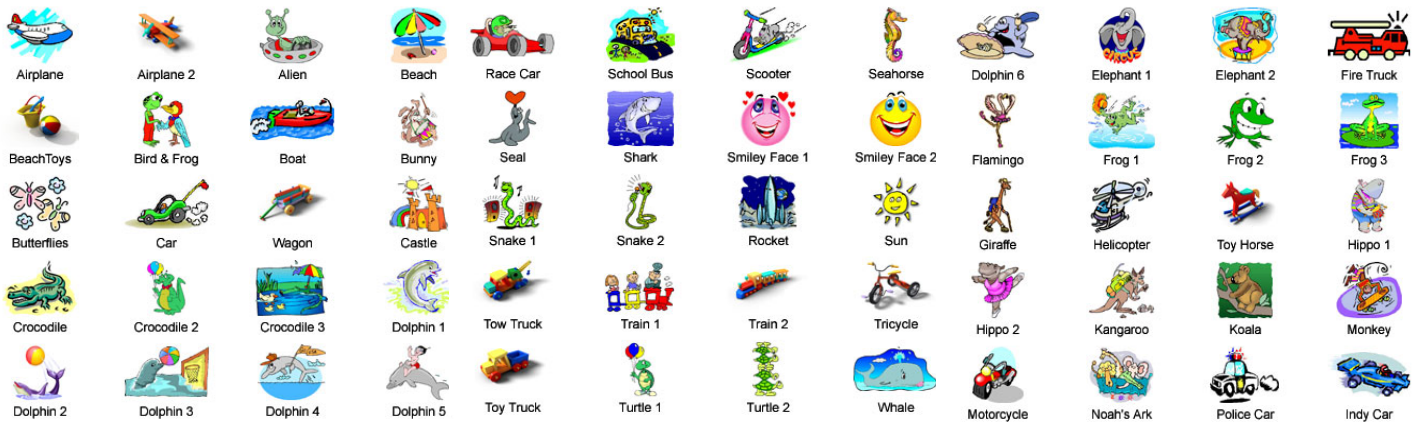 Airplane
Airplane 2
Alien
Beach
Race Car
School Bus
Scooter
Seahorse
Dolphin 6
CIRQUE
Elephant 1
Elephant 2
Fire Truck
BeachToys
Bird & Frog
Boat
Bunny
Seal
Shark
Smiley Face 1
Smiley Face 2
Flamingo
Frog 1
Frog 2
Frog 3
Butterflies
Car
Wagon
Castle
Snake 1
Snake 2
Rocket
Sun
Giraffe
Helicopter
Toy Horse
Hippo 1
Crocodile
Crocodile 2
Crocodile 3
Dolphin 1
Tow Truck
Train 1
Train 2
Tricycle
Hippo 2
Kangaroo
Koala
Monkey
Dolphin 2
Dolphin 3
Dolphin 4
Dolphin 5
Toy Truck
Turtle 1
Turtle 2
Whale
Motorcycle
Noah's Ark
Police Car
Indy Car